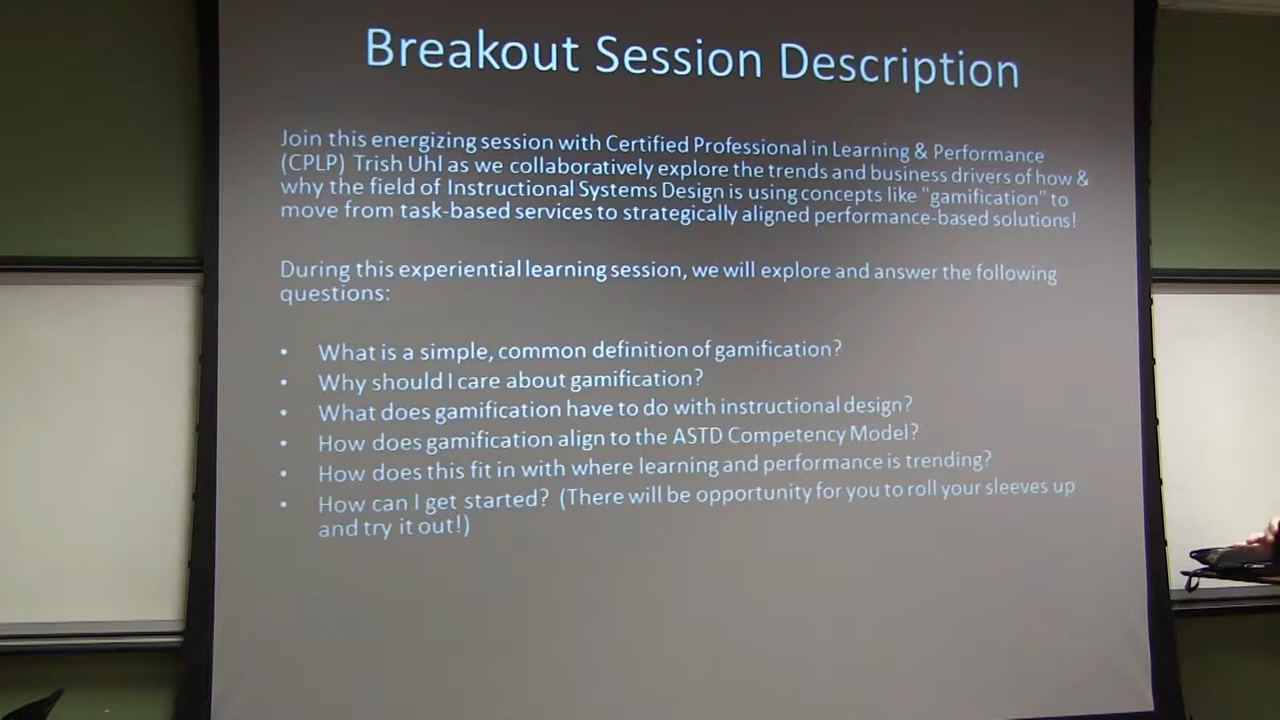 Breakout Session Description
Join this energizing session with Certified Professional in Learning & Performance
(CPLP) Trish Uhl as we collaboratively explore the trends and business drivers of how &
why the field of Instructional Systems Design is using concepts like "gamification" to
move from task-based services to strategically aligned performance-based solutions!
During this experiential learning session, we will explore and answer the following
questions:
• What is a simple, common definition of gamification?
• Why should I care about gamification?
• What does gamification have to do with instructional design?
• How does gamification align to the ASTD Competency Model?
• How does this fit in with where learning and performance is trending?
• How can I get started? (There will be opportunity for you to roll your sleeves up
and try it out!)